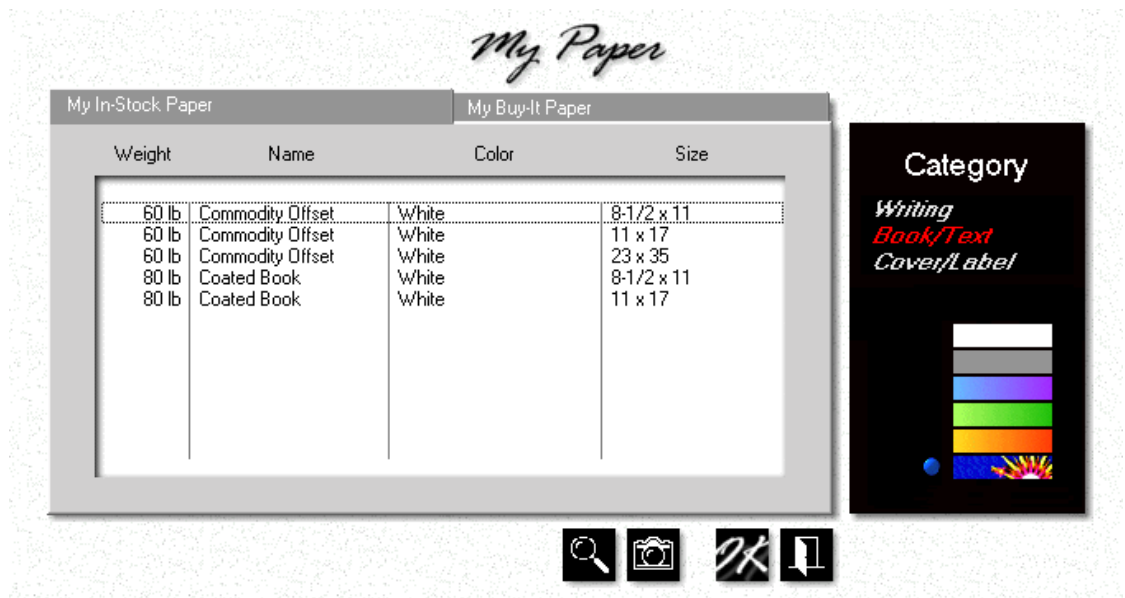 My Paper
My In-Stock Paper My Buy-It Paper
Weight Name Color Size
60 lb Commodity Offset White 8-1/2 x 11
60 lb Commodity Offset White 11 x 17
60 lb Commodity Offset White 23 x 35
80 lb Coated Book White 8-1/2 x 11
80 lb Coated Book White 11 x 17
Category
Writing
Book/Text
Cover/Label
OK